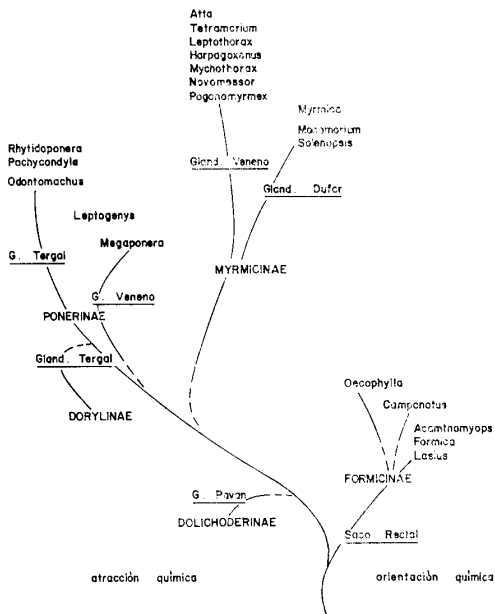 Atta
Tetramorium
Leptothorax
Harpagoxenus
Mychothorax
Novomessor
Pogonomyrmex
Myrmica
Monomorium
Solenopsis
Gland. Veneno
Gland. Dufor
Rhytidoponera
Pachycondyla
Odontomachus
Leptogenys
Megaponera
G. Tergal
MYRMICINAE
G. Veneno
PONERINAE
Gland. Tergal
DORYLINAE
Oecophylla
Camponotus
Acanthomyops
Formica
Lasius
FORMICINAE
G. Pavan
DOLICHODERINAE
Saco Rectal
atracción química
orientación química